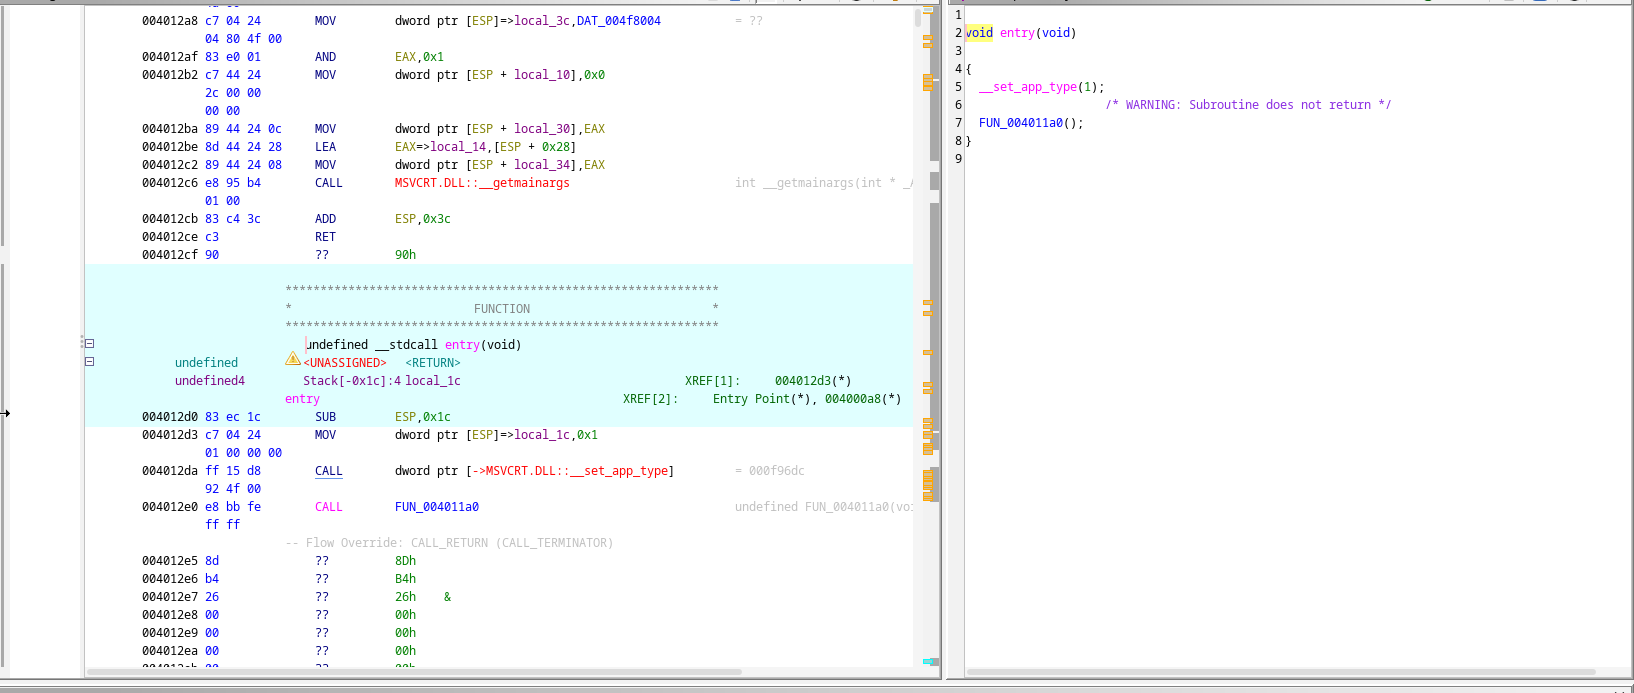 004012a8 c7 04 24 MOV dword ptr [ESP]=>local_3c,DAT_004f8004 = ??
04 80 4f 00
004012af 83 e0 01 AND EAX,0x1
004012b2 c7 44 24 MOV dword ptr [ESP + local_10],0x0
2c 00 00
00 00
004012ba 89 44 24 0c MOV dword ptr [ESP + local_30],EAX
004012be 8d 44 24 28 LEA EAX=>local_14,[ESP + 0x28]
004012c2 89 44 24 08 MOV dword ptr [ESP + local_34],EAX
004012c6 e8 95 b4 CALL MSVCRT.DLL::__getmainargs int __getmainargs(int * _
01 00
004012cb 83 c4 3c ADD ESP,0x3c
004012ce c3 RET
004012cf 90 ?? 90h
**************************************************************
* FUNCTION *
**************************************************************
undefined __stdcall entry(void)
undefined <UNASSIGNED> <RETURN>
undefined4 Stack[-0x1c]:4 local_1c XREF[1]: 004012d3(*)
entry XREF[2]: Entry Point(*), 004000a8(*)
004012d0 83 ec 1c SUB ESP,0x1c
004012d3 c7 04 24 MOV dword ptr [ESP]=>local_1c,0x1
01 00 00 00
004012da ff 15 d8 CALL dword ptr [->MSVCRT.DLL::__set_app_type] = 000f96dc
92 4f 00
004012e0 e8 bb fe CALL FUN_004011a0 undefined FUN_004011a0(voi
ff ff
-- Flow Override: CALL_RETURN (CALL_TERMINATOR)
004012e5 8d ?? 8Dh
004012e6 b4 ?? B4h
004012e7 26 ?? 26h &
004012e8 00 ?? 00h
004012e9 00 ?? 00h
004012ea 00 ?? 00h
1
2 void entry(void)
3
4 {
5 __set_app_type(1);
6 /* WARNING: Subroutine does not return */
7 FUN_004011a0();
8 }
9